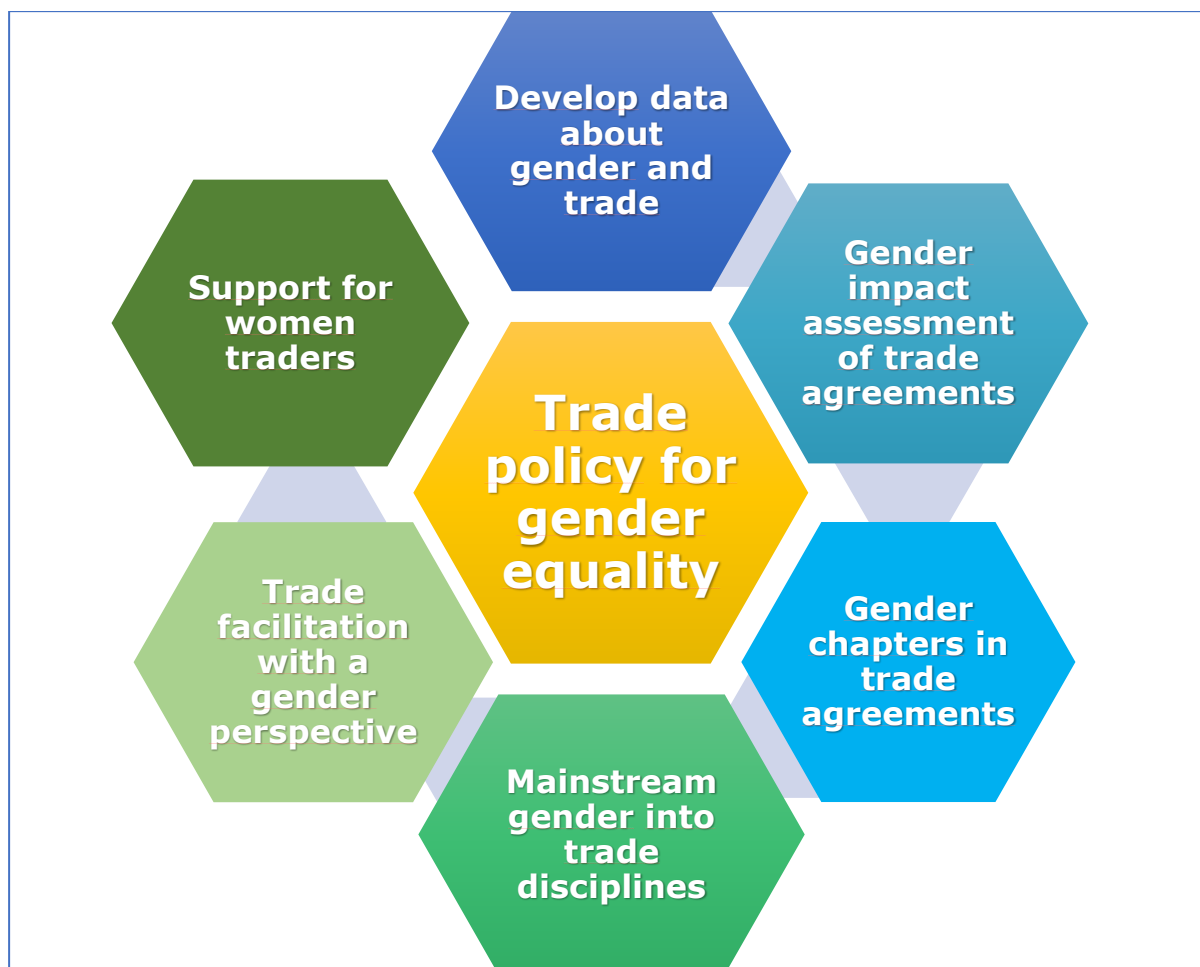 Develop data
about
gender and
trade
Gender
impact
assessment
of trade
agreements
Support for
women
traders
Trade
policy for
gender
equality
Gender
chapters in
trade
agreements
Trade
facilitation
with a
gender
perspective
Mainstream
gender into
trade
disciplines